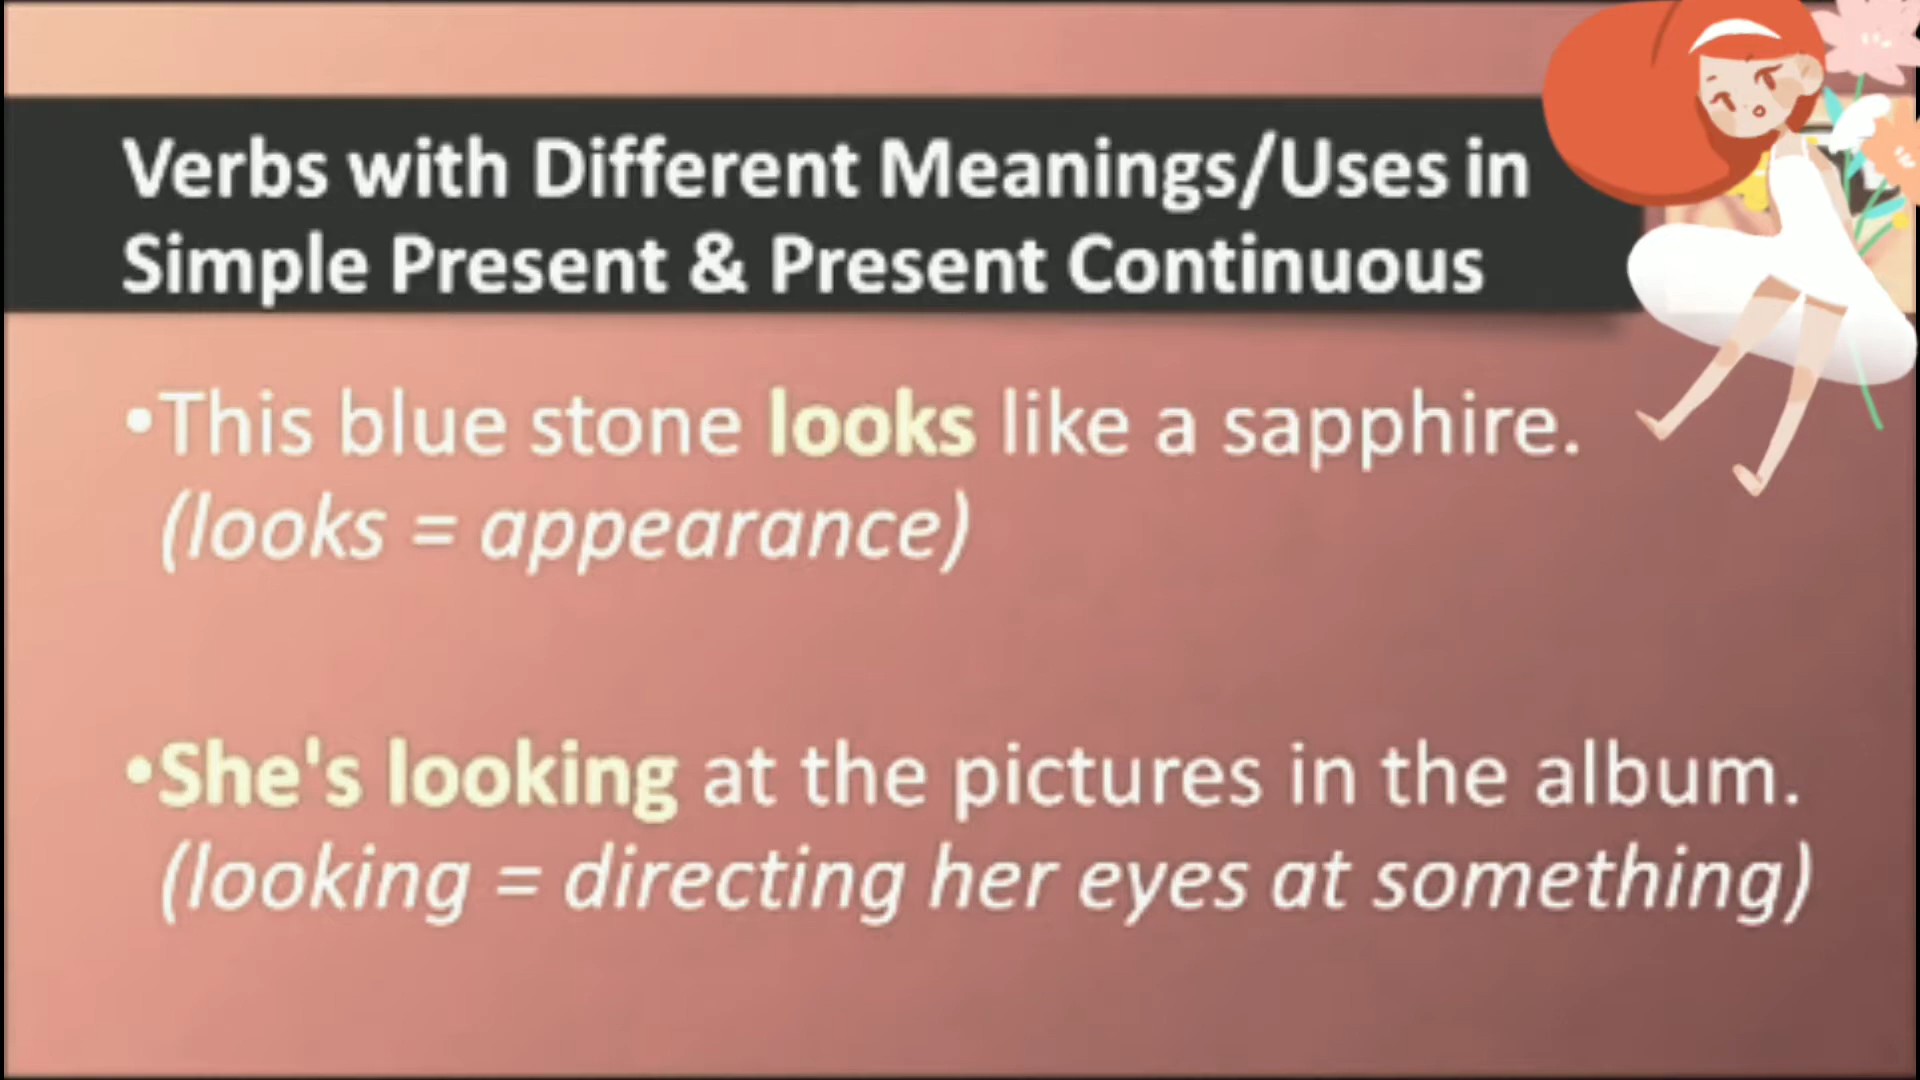 Verbs with Different Meanings/Uses in
Simple Present & Present Continuous
•This blue stone looks like a sapphire.
(looks = appearance)
•She's looking at the pictures in the album.
(looking = directing her eyes at something)